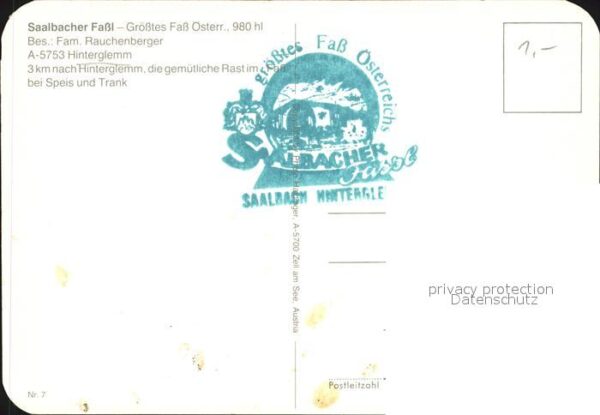 Saalbacher Faßl – Größtes Faß Österr., 980 hl
Bes.: Fam. Rauchenberger
A-5753 Hinterglemm
3 km nach Hinterglemm, die gemütliche Rast im
bei Speis und Trank
1,-
größtes Faß Österreichs
SAALBACHER
SAALBACH HINTERGLE
A-5700 Zell am See, Austria
privacy protection
Datenschutz
Postleitzahl
Nr. 7